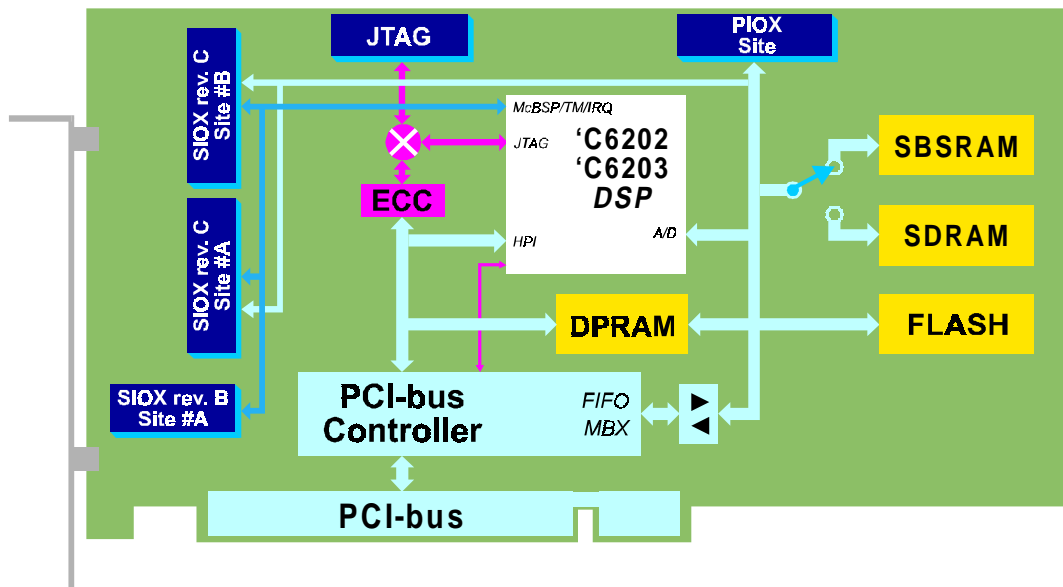 JTAG
PIOX
Site
SIOX rev. C
Site #B
McBSP/TM/IRQ
JTAG
'C6202
'C6203
DSP
SBSRAM
ECC
HPI
A/D
SDRAM
SIOX rev. C
Site #A
DPRAM
FLASH
SIOX rev. B
Site #A
PCI-bus
Controller
FIFO
MBX
PCI-bus